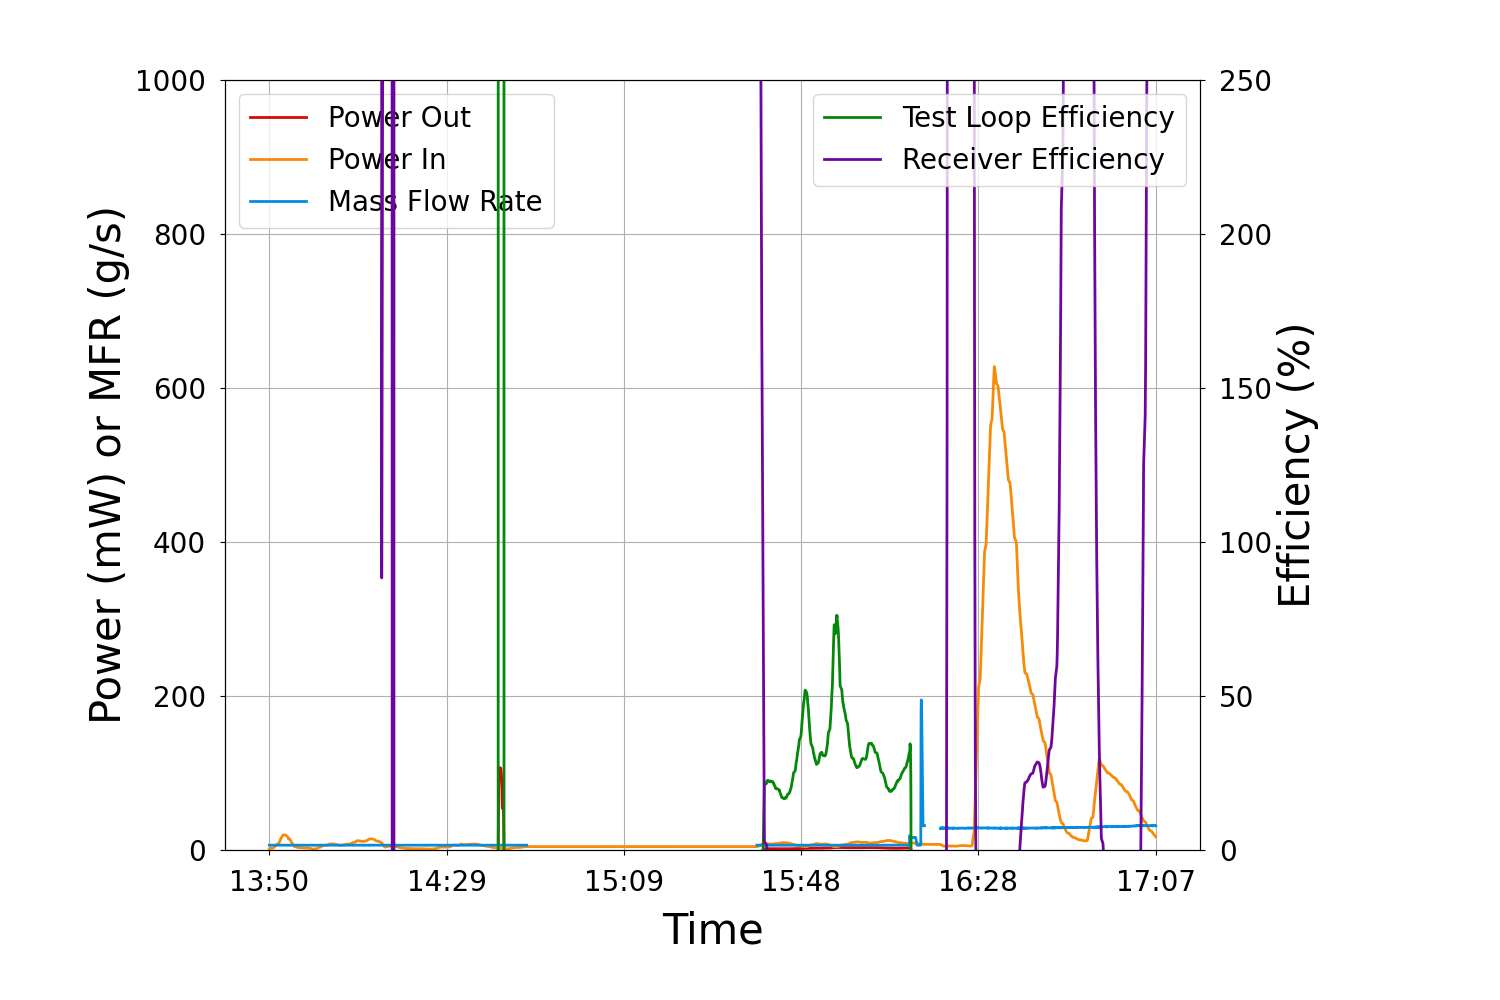 1000
800
600
400
200
0
Power (mW) or MFR (g/s)
Power Out
Power In
Mass Flow Rate
Test Loop Efficiency
Receiver Efficiency
250
200
150
100
50
0
Efficiency (%)
13:50 14:29 15:09 15:48 16:28 17:07
Time